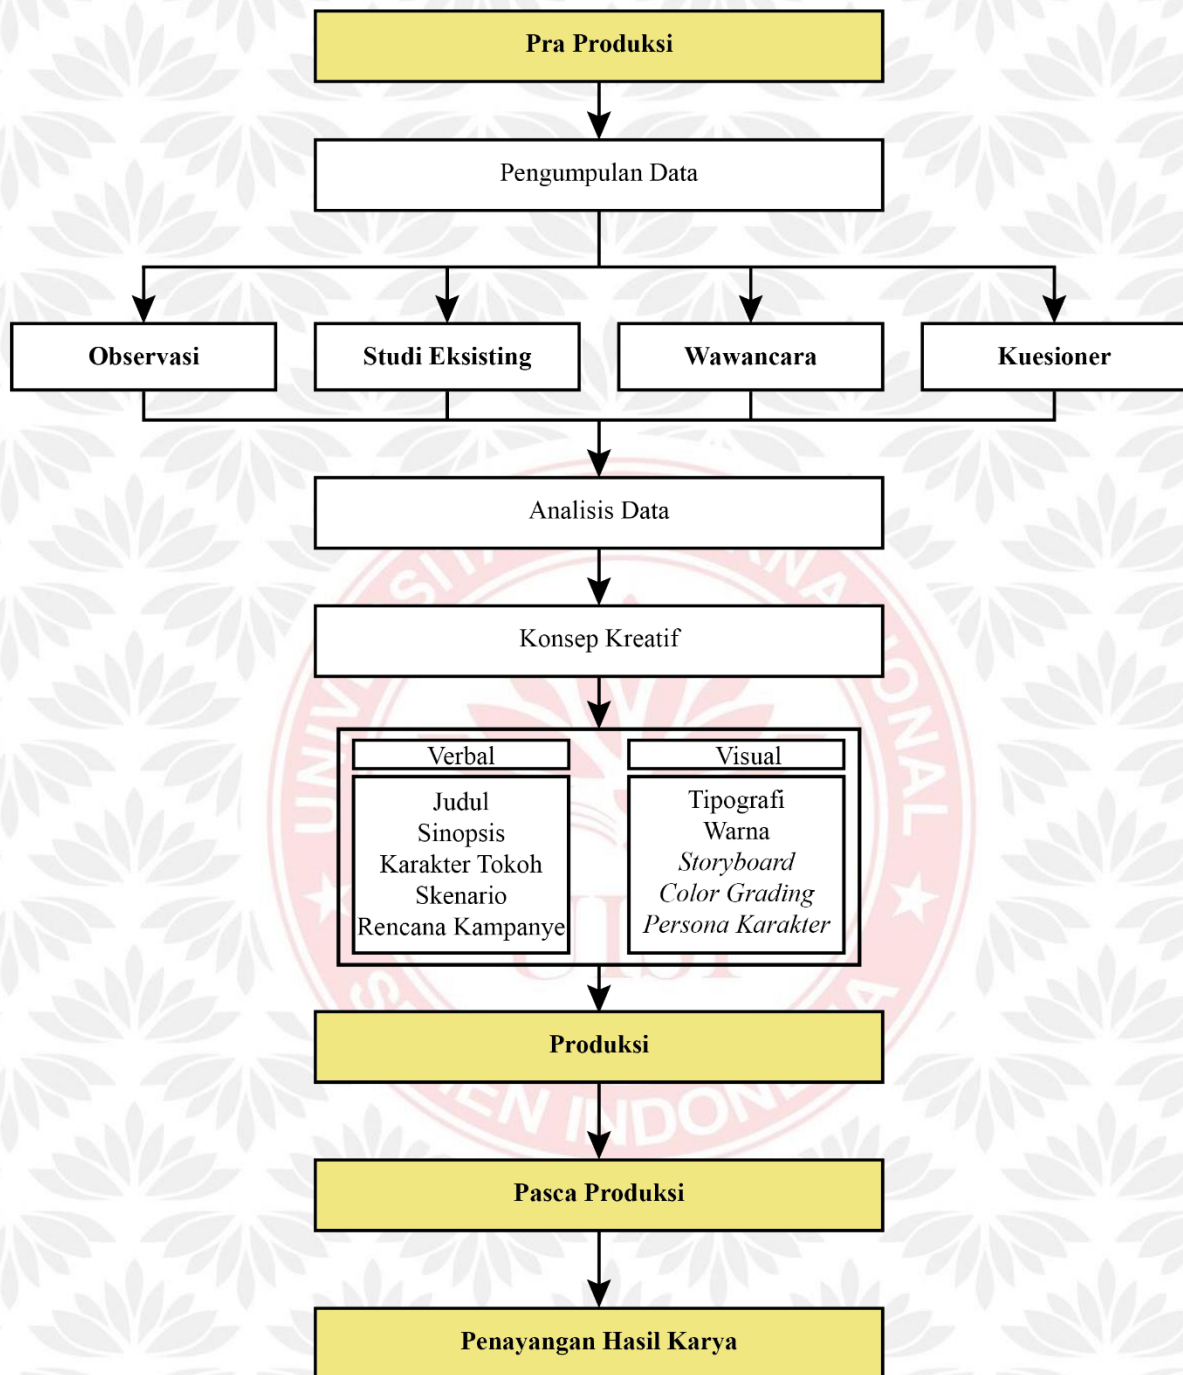 Pra Produksi
Pengumpulan Data
Observasi
Studi Eksisting
Wawancara
Kuesioner
Analisis Data
Konsep Kreatif
Verbal
Judul
Sinopsis
Karakter Tokoh
Skenario
Rencana Kampanye
Visual
Tipografi
Warna
Storyboard
Color Grading
Persona Karakter
Produksi
Pasca Produksi
Penayangan Hasil Karya